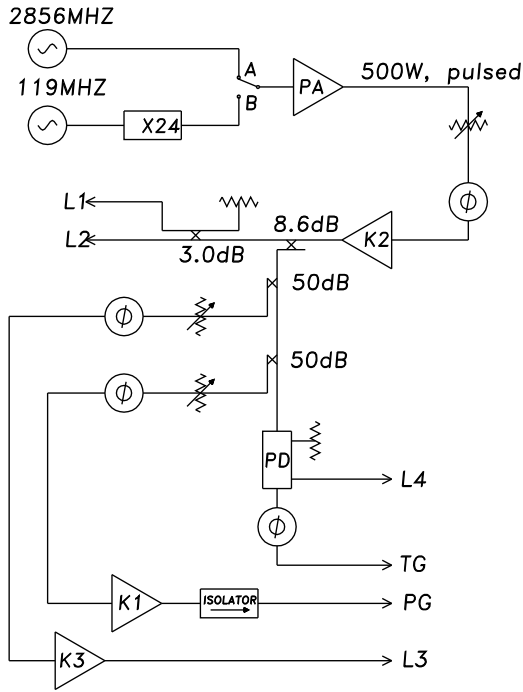 2856MHZ
A
500W, pulsed
119MHZ
PA
B
X24
ϕ
L1
8.6dB
L2
K2
3.0dB
50dB
ϕ
50dB
ϕ
PD
L4
ϕ
TG
K1
ISOLATOR
PG
K3
L3